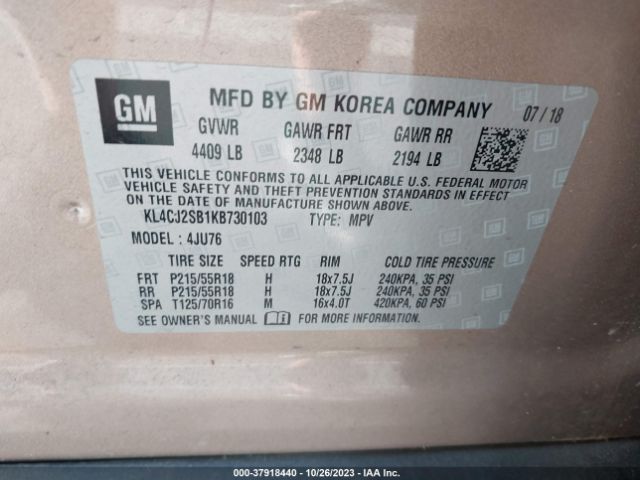 GM
MFD BY GM KOREA COMPANY 07 / 18
GVWR GAWR FRT GAWR RR
4409 LB 2348 LB 2194 LB
THIS VEHICLE CONFORMS TO ALL APPLICABLE U.S. FEDERAL MOTOR
VEHICLE SAFETY AND THEFT PREVENTION STANDARDS IN EFFECT
ON THE DATE OF MANUFACTURE SHOWN ABOVE.
KL4CJ2SB1KB730103 TYPE: MPV
MODEL : 4JU76
TIRE SIZE SPEED RTG RIM COLD TIRE PRESSURE
FRT P215/55R18 H 18x7.5J 240KPA, 35 PSI
RR P215/55R18 H 18x7.5J 240KPA, 35 PSI
SPA T125/70R16 M 16x4.0T 420KPA, 60 PSI
SEE OWNER'S MANUAL FOR MORE INFORMATION.
000-37918440 - 10/26/2023 - IAA Inc.